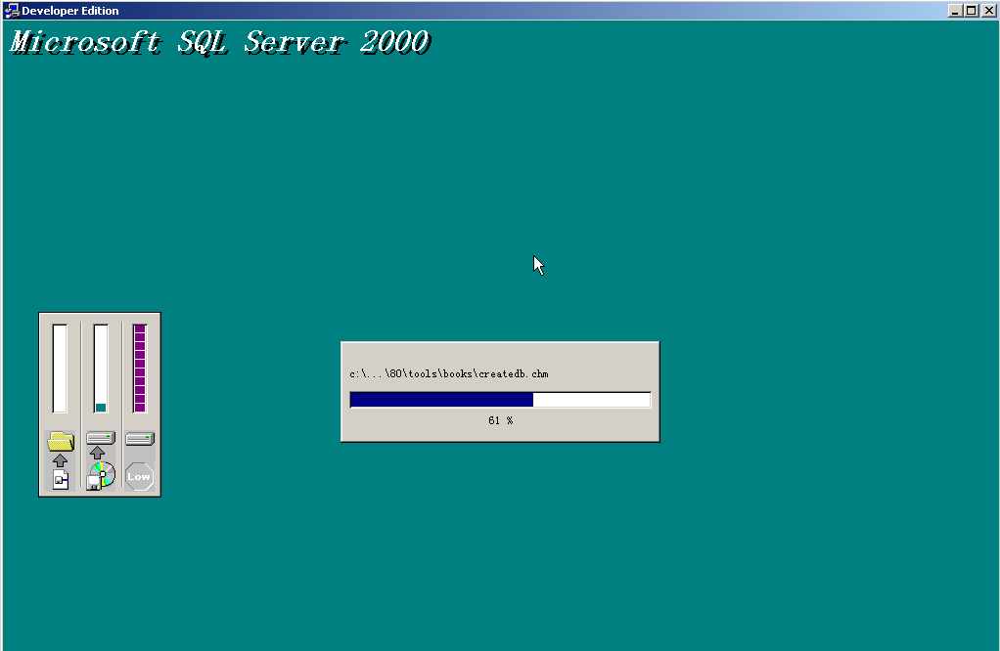 Developer Edition
Microsoft SQL Server 2000
c:\...\80\tools\books\createdb.chm
61 %
Low